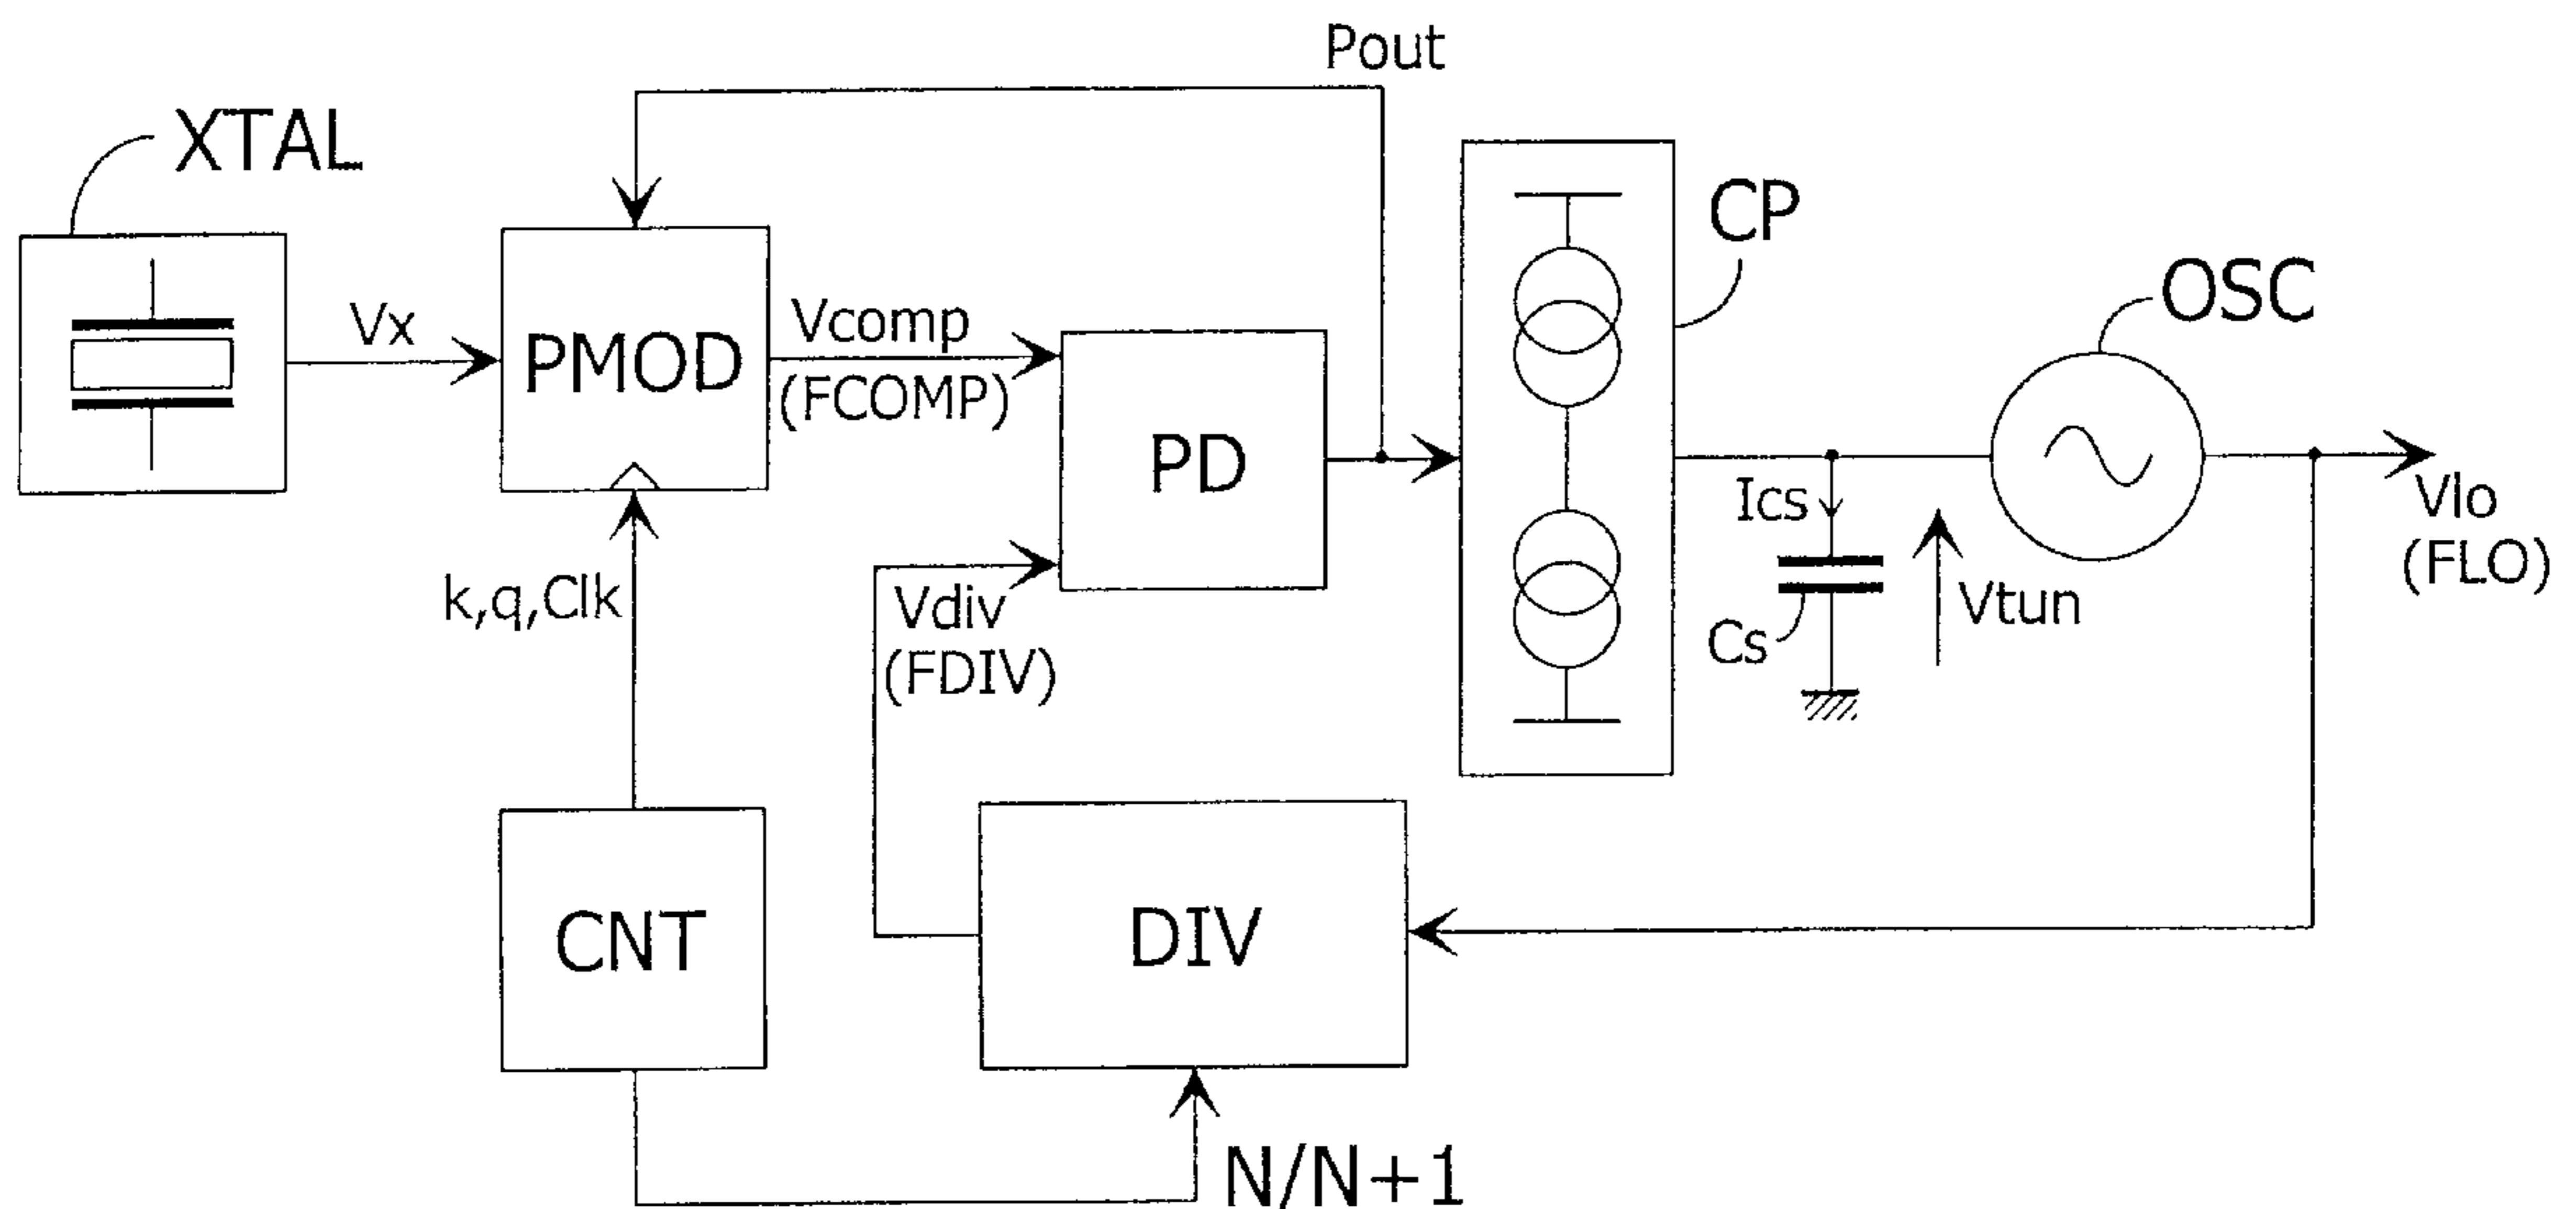 Pout
XTAL
CP
OSC
Vx
PMOD
Vcomp
(FCOMP)
PD
Ics
Vlo
(FLO)
k,q,Clk
Vdiv
(FDIV)
Cs
Vtun
CNT
DIV
N/N+1